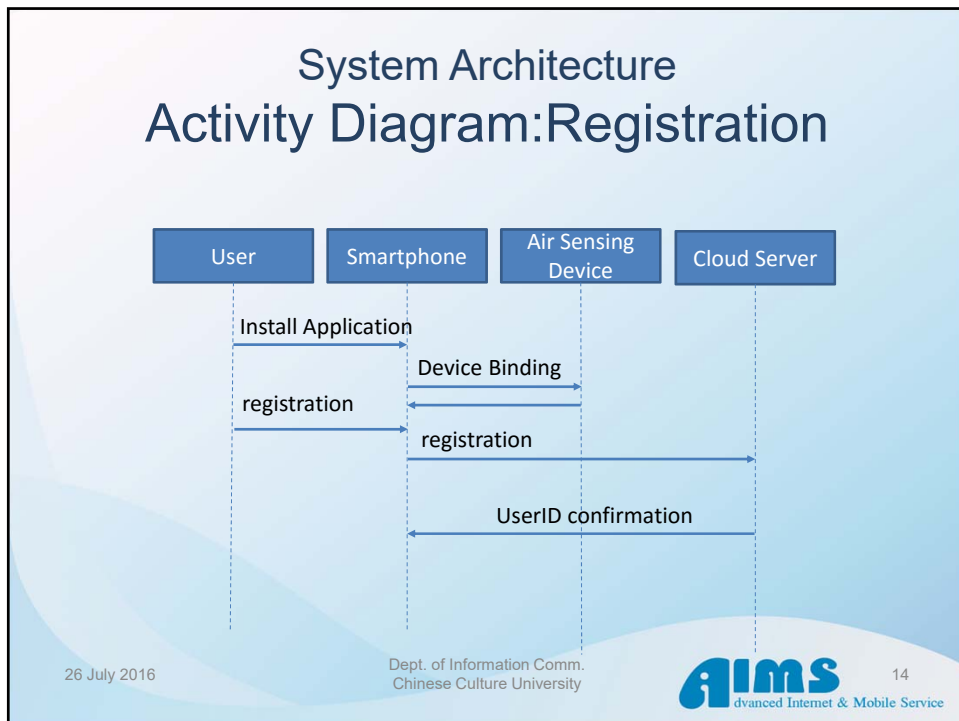 System Architecture
Activity Diagram:Registration
User
Smartphone
Air Sensing
Device
Cloud Server
Install Application
Device Binding
registration
registration
UserID confirmation
26 July 2016
Dept. of Information Comm.
Chinese Culture University
AIMS
dvanced Internet & Mobile Service
14